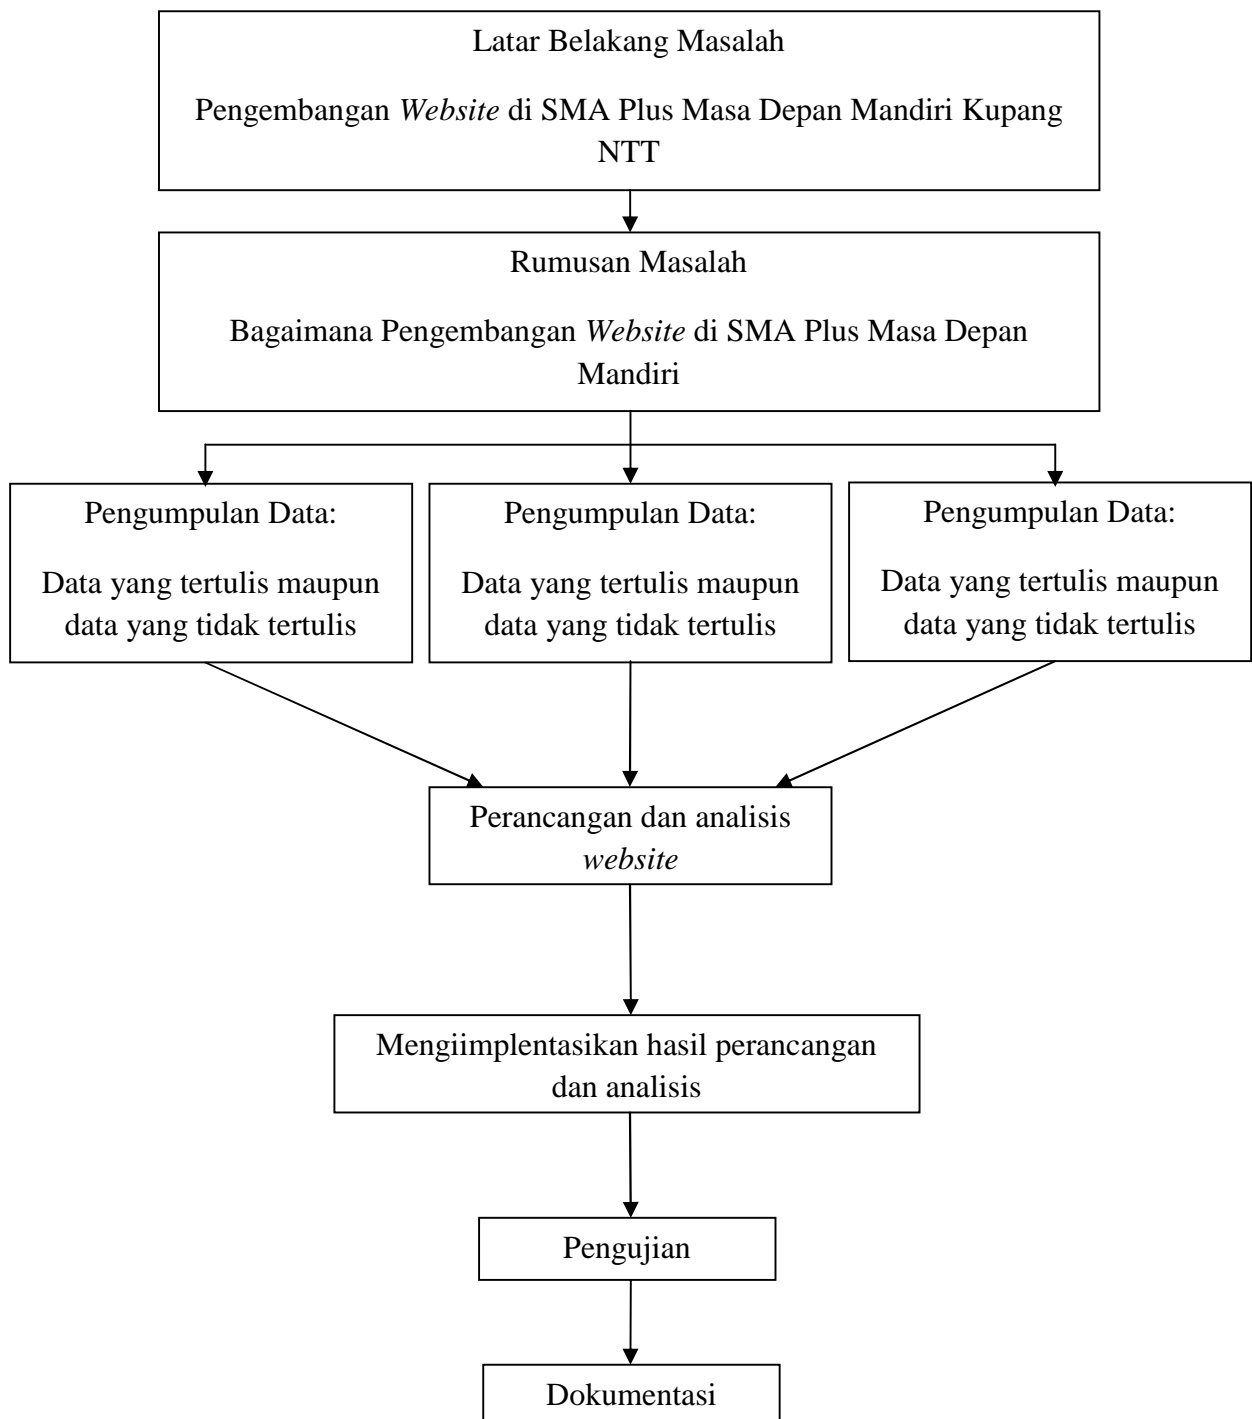 Latar Belakang Masalah
Pengembangan Website di SMA Plus Masa Depan Mandiri Kupang
NTT
Rumusan Masalah
Bagaimana Pengembangan Website di SMA Plus Masa Depan
Mandiri
Pengumpulan Data:
Data yang tertulis maupun
data yang tidak tertulis
Pengumpulan Data:
Data yang tertulis maupun
data yang tidak tertulis
Pengumpulan Data:
Data yang tertulis maupun
data yang tidak tertulis
Perancangan dan analisis
website
Mengiimplentasikan hasil perancangan
dan analisis
Pengujian
Dokumentasi